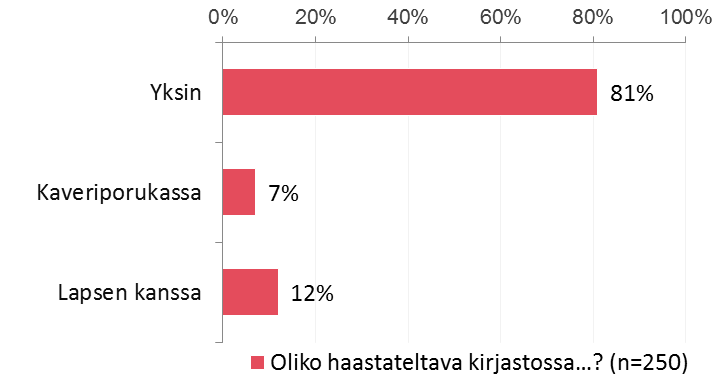 0% 20% 40% 60% 80% 100%
Yksin 81%
Kaveriporukassa 7%
Lapsen kanssa 12%
Oliko haastateltava kirjastossa...? (n=250)